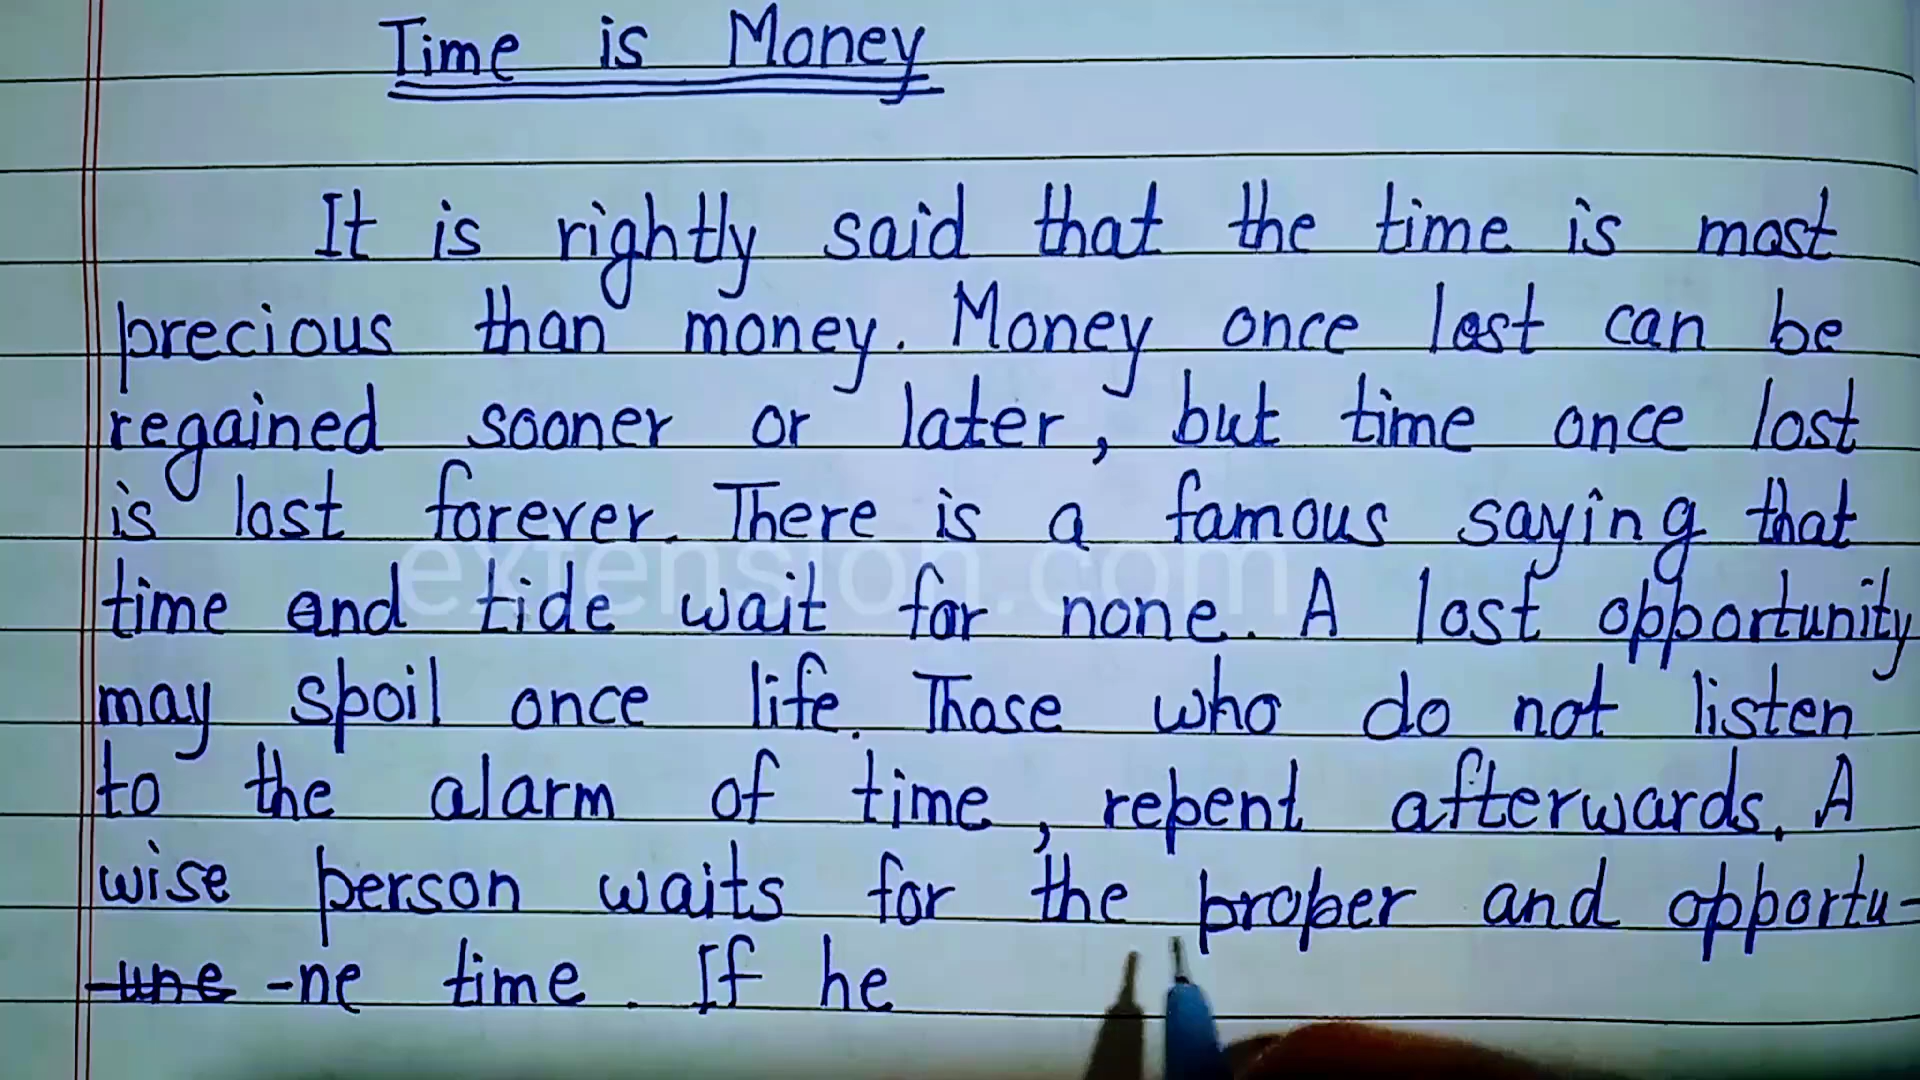 Time is Money
It is rightly said that the time is most
precious than money. Money once lost can be
regained sooner or later, but time once lost
is lost forever. There is a famous saying that
extension.com
time and tide wait for none. A lost opportunity
may spoil once life. Those who do not listen
to the alarm of time, repent afterwards. A
wise person waits for the proper and opportu-
une -ne time. If he